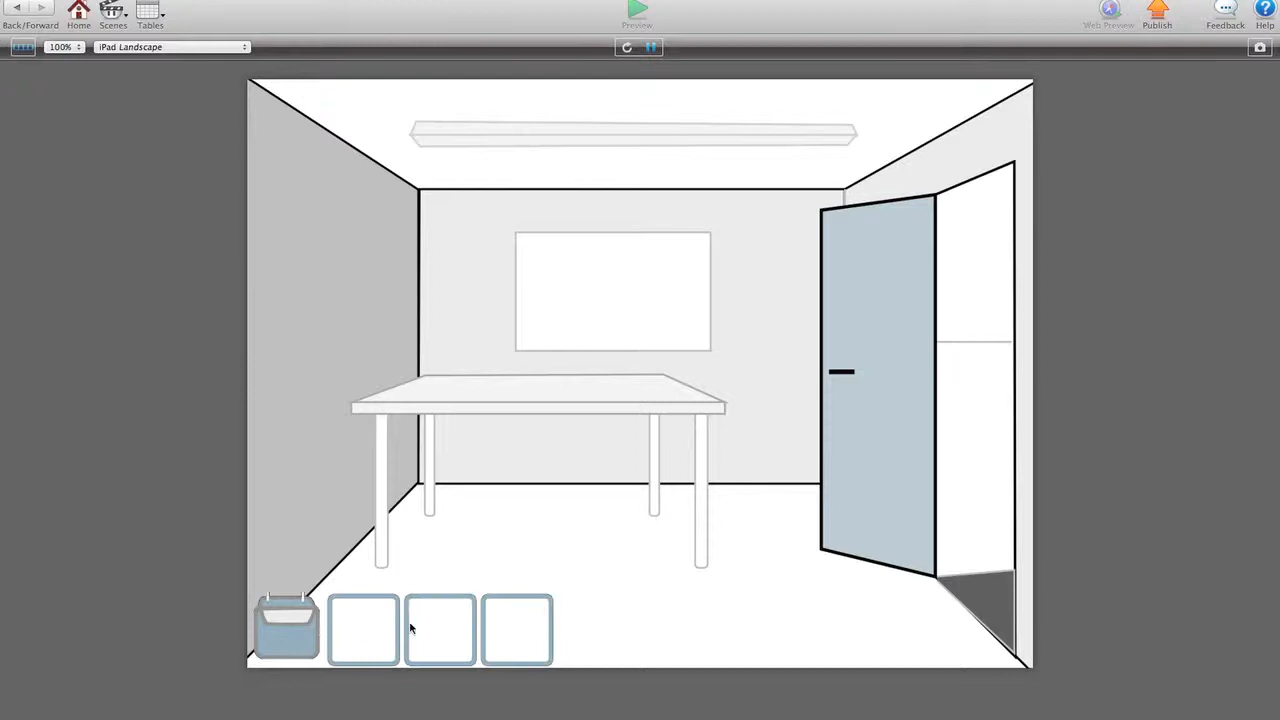 Back/Forward
Home
Scenes
Tables
Preview
Web Preview
Publish
Feedback
Help
100%
iPad Landscape